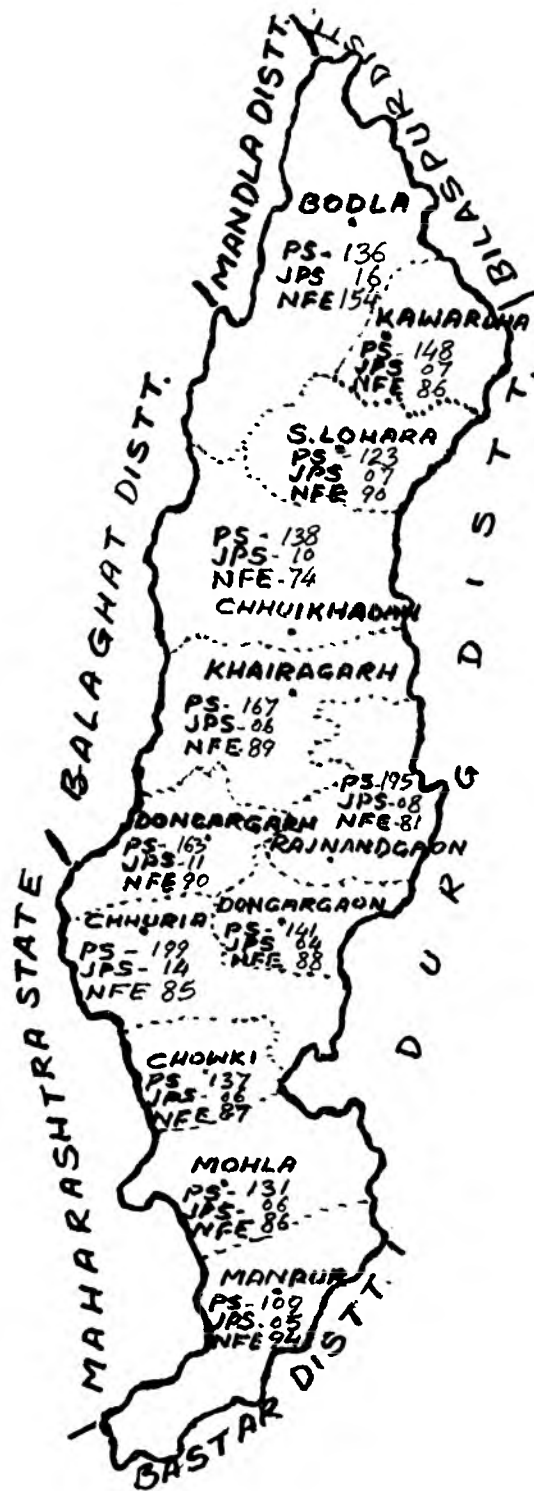 MANDLA DISTT.
BILASPUR DISTT.
BODLA
PS - 136
JPS 16
NFE 154
KAWARDHA
PS - 148
JPS 07
NFE 86
S. LOHARA
PS - 123
JPS 07
NFE 90
PS - 138
JPS - 10
NFE - 74
CHHUIKHADAN
KHAIRAGARH
PS - 167
JPS - 06
NFE - 89
PS - 195
JPS - 08
NFE - 81
RAJNANDGAON
DONGARGARH
PS - 163
JPS - 11
NFE 90
DONGARGAON
PS - 141
JPS 04
NFE 88
CHHURIA
PS - 199
JPS - 14
NFE 85
CHOWKI
PS 137
JPS - 06
NFE - 87
MOHLA
PS - 131
JPS - 06
NFE 86
MANPUR
PS - 109
JPS - 05
NFE 94
BALAGHAT DISTT.
MAHARASHTRA STATE
DURG DISTT.
BASTAR DISTT.